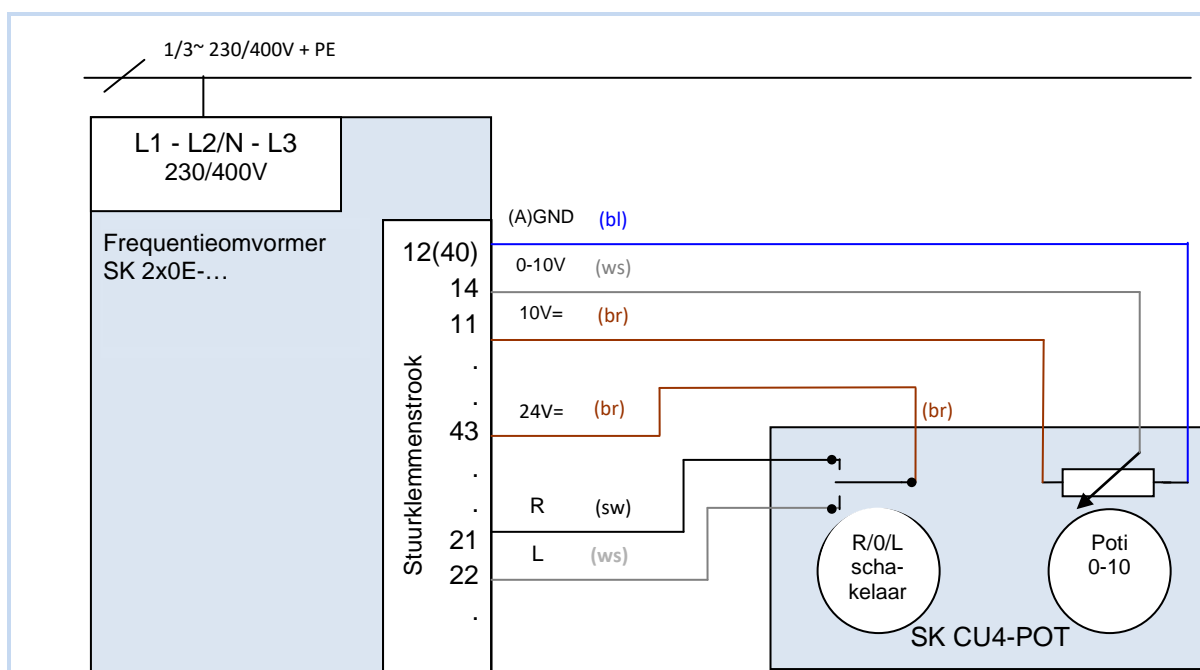 1/3~ 230/400V + PE
L1 - L2/N - L3
230/400V
Frequentieomvormer
SK 2x0E-…
Stuurklemmenstrook
12(40)
14
11
.
.
43
.
.
21
22
.
(A)GND (bl)
0-10V (ws)
10V= (br)
24V= (br)
(br)
R (sw)
L (ws)
R/0/L
scha-
kelaar
Poti
0-10
SK CU4-POT